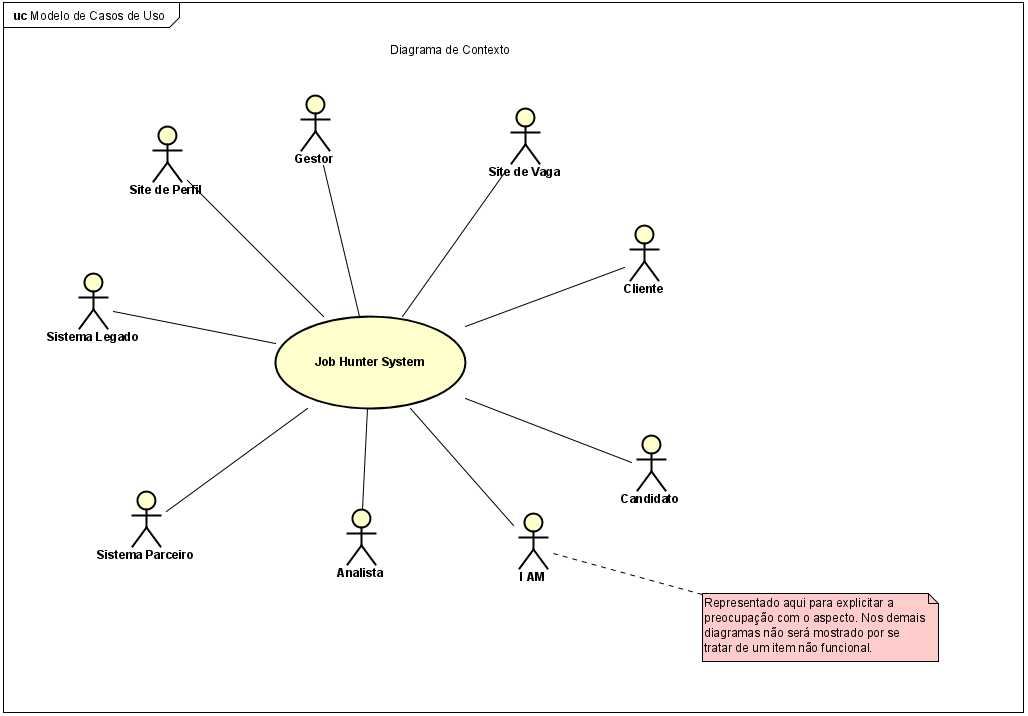 uc Modelo de Casos de Uso
Diagrama de Contexto
Gestor
Site de Vaga
Site de Perfil
Cliente
Sistema Legado
Job Hunter System
Candidato
Sistema Parceiro
Analista
I AM
Representado aqui para explicitar a
preocupação com o aspecto. Nos demais
diagramas não será mostrado por se
tratar de um item não funcional.